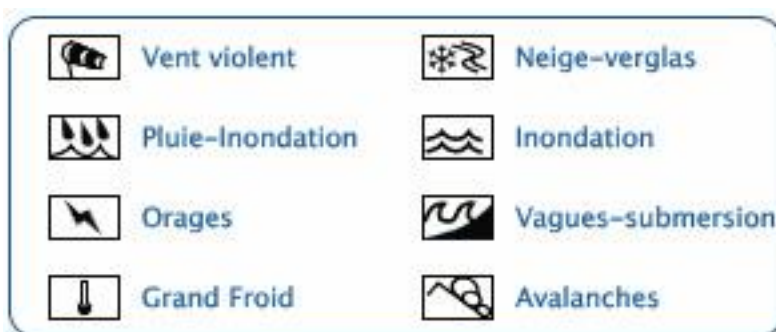 Vent violent
Neige-verglas
Pluie-Inondation
Inondation
Orages
Vagues-submersion
Grand Froid
Avalanches